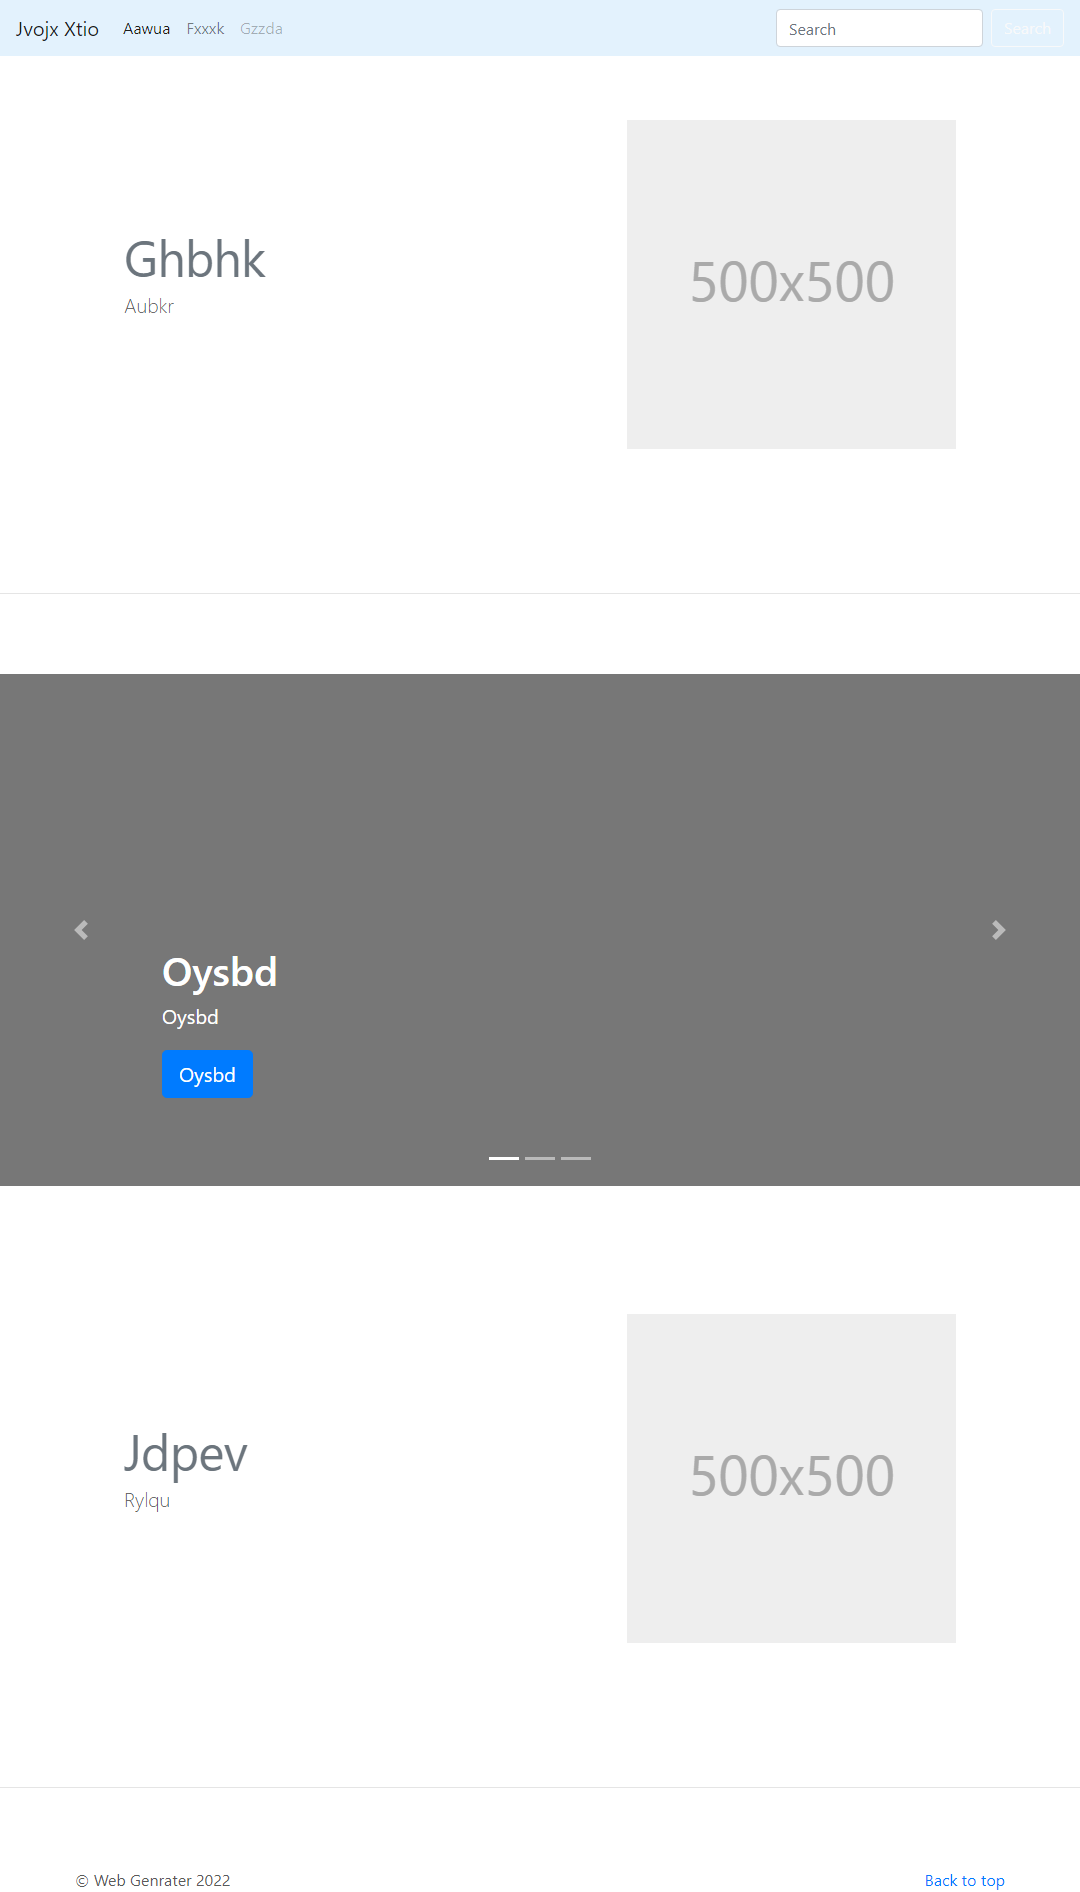 Jvojx Xtio Aawua Fxxxk Gzzda Search Search
Ghbhk
Aubkr
500x500
Oysbd
Oysbd
Oysbd
Jdpev
Rylqu
500x500
© Web Genrater 2022 Back to top